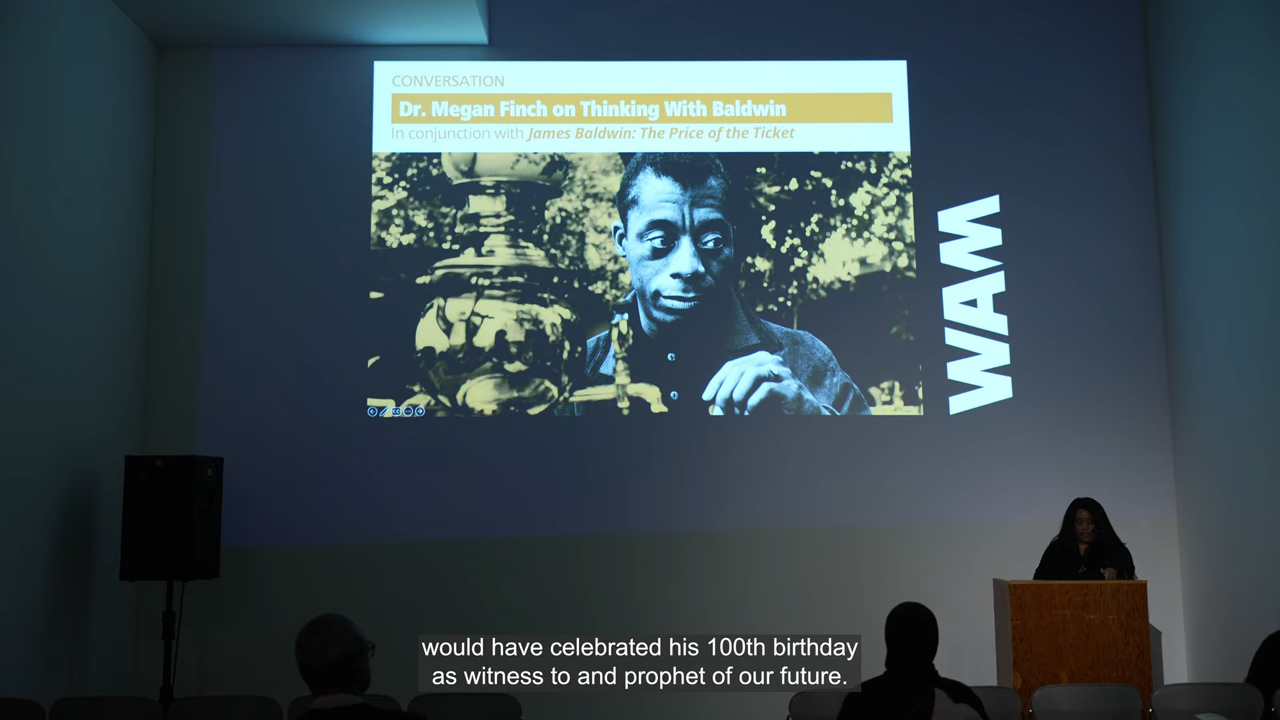 CONVERSATION
Dr. Megan Finch on Thinking With Baldwin
In conjunction with James Baldwin: The Price of the Ticket
WAM
would have celebrated his 100th birthday
as witness to and prophet of our future.